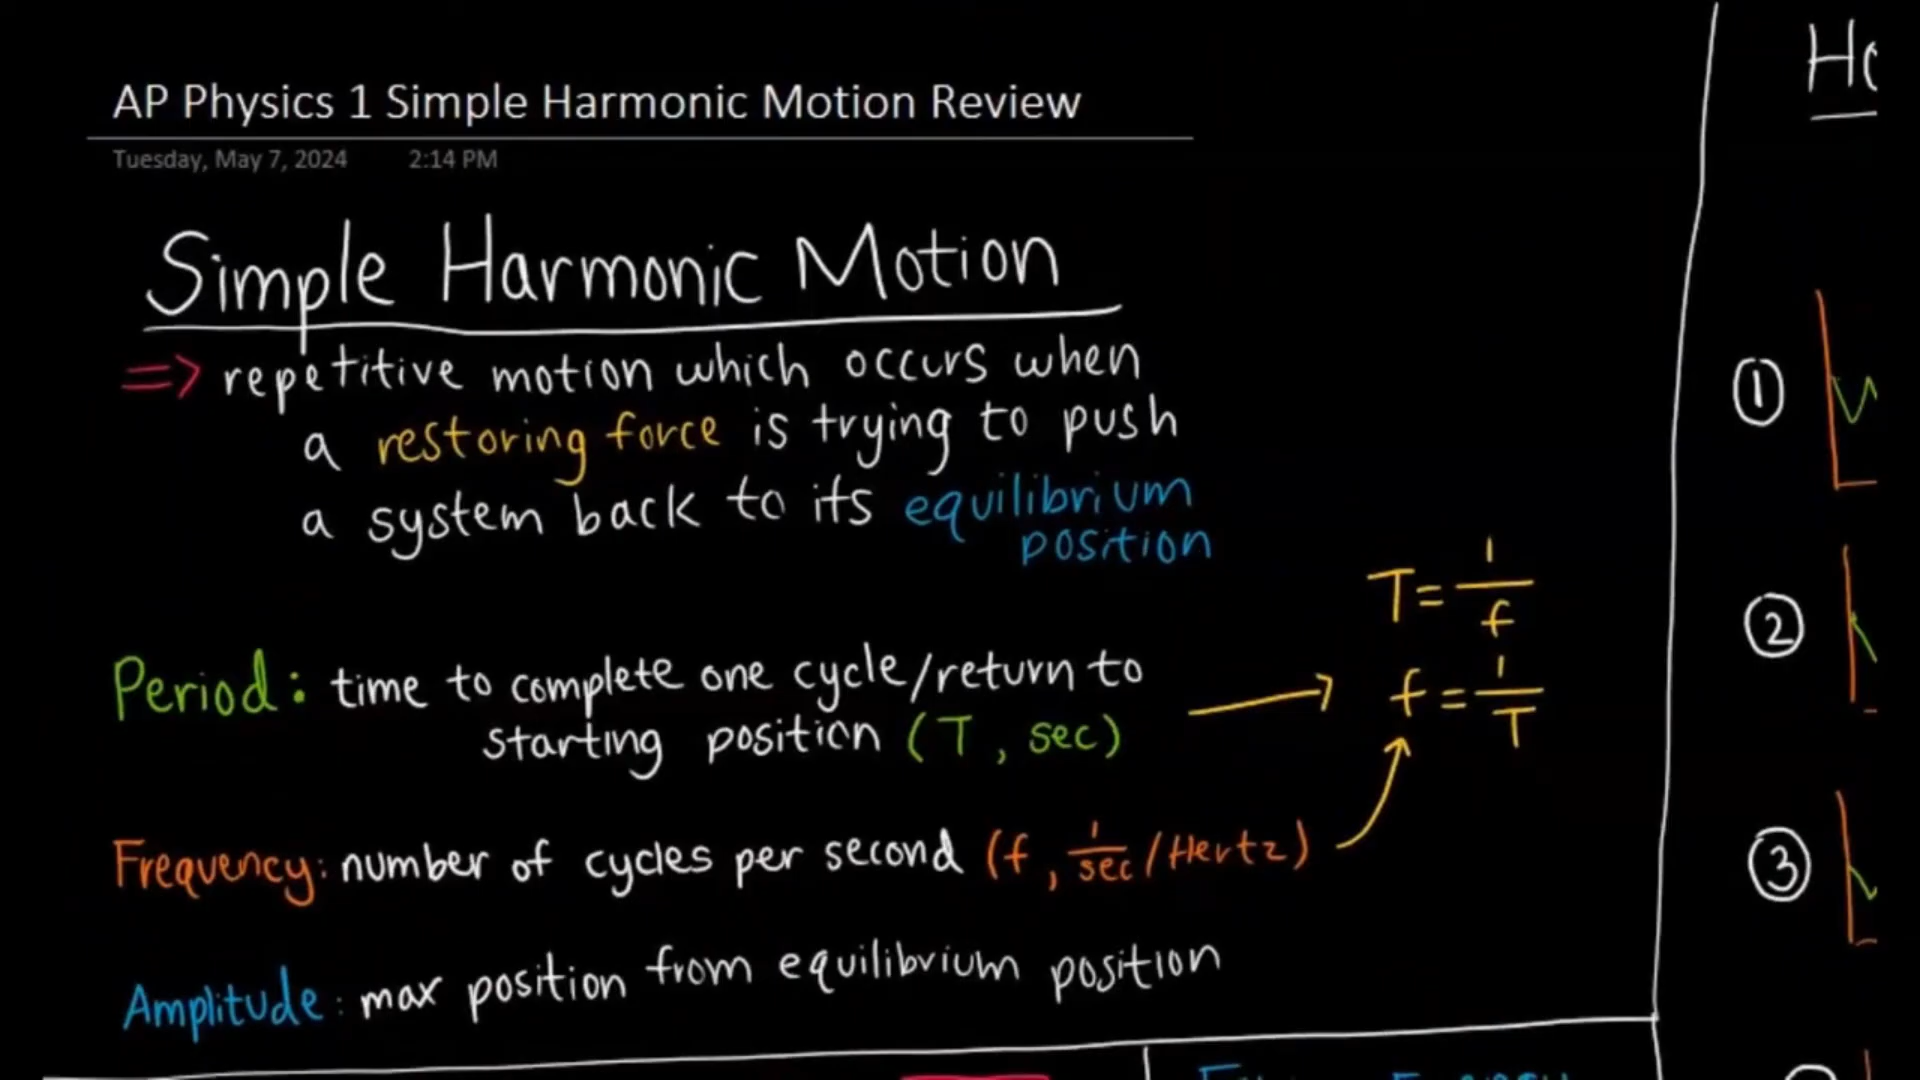 AP Physics 1 Simple Harmonic Motion Review
Tuesday, May 7, 2024 2:14 PM
Simple Harmonic Motion
=> repetitive motion which occurs when
a restoring force is trying to push
a system back to its equilibrium
position
T = 1/f
Period: time to complete one cycle/return to
starting position (T, sec)
f = 1/T
Frequency: number of cycles per second (f, 1/sec/Hertz)
Amplitude: max position from equilibrium position
①
②
③